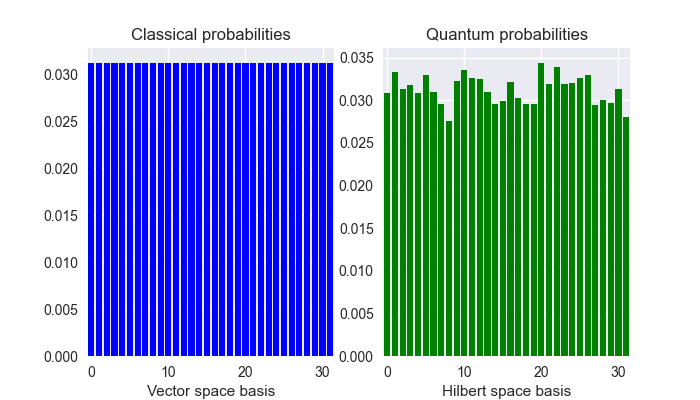 Classical probabilities
0.030
0.025
0.020
0.015
0.010
0.005
0.000
0 10 20 30
Vector space basis
Quantum probabilities
0.035
0.030
0.025
0.020
0.015
0.010
0.005
0.000
0 10 20 30
Hilbert space basis